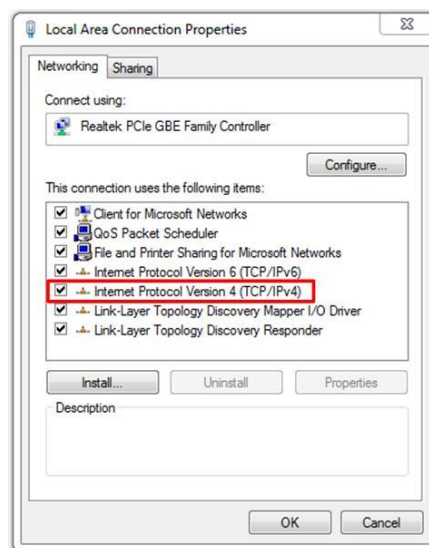 Local Area Connection Properties
Networking
Sharing
Connect using:
Realtek PCIe GBE Family Controller
Configure...
This connection uses the following items:
Client for Microsoft Networks
QoS Packet Scheduler
File and Printer Sharing for Microsoft Networks
Internet Protocol Version 6 (TCP/IPv6)
Internet Protocol Version 4 (TCP/IPv4)
Link-Layer Topology Discovery Mapper I/O Driver
Link-Layer Topology Discovery Responder
Install...
Uninstall
Properties
Description
OK
Cancel